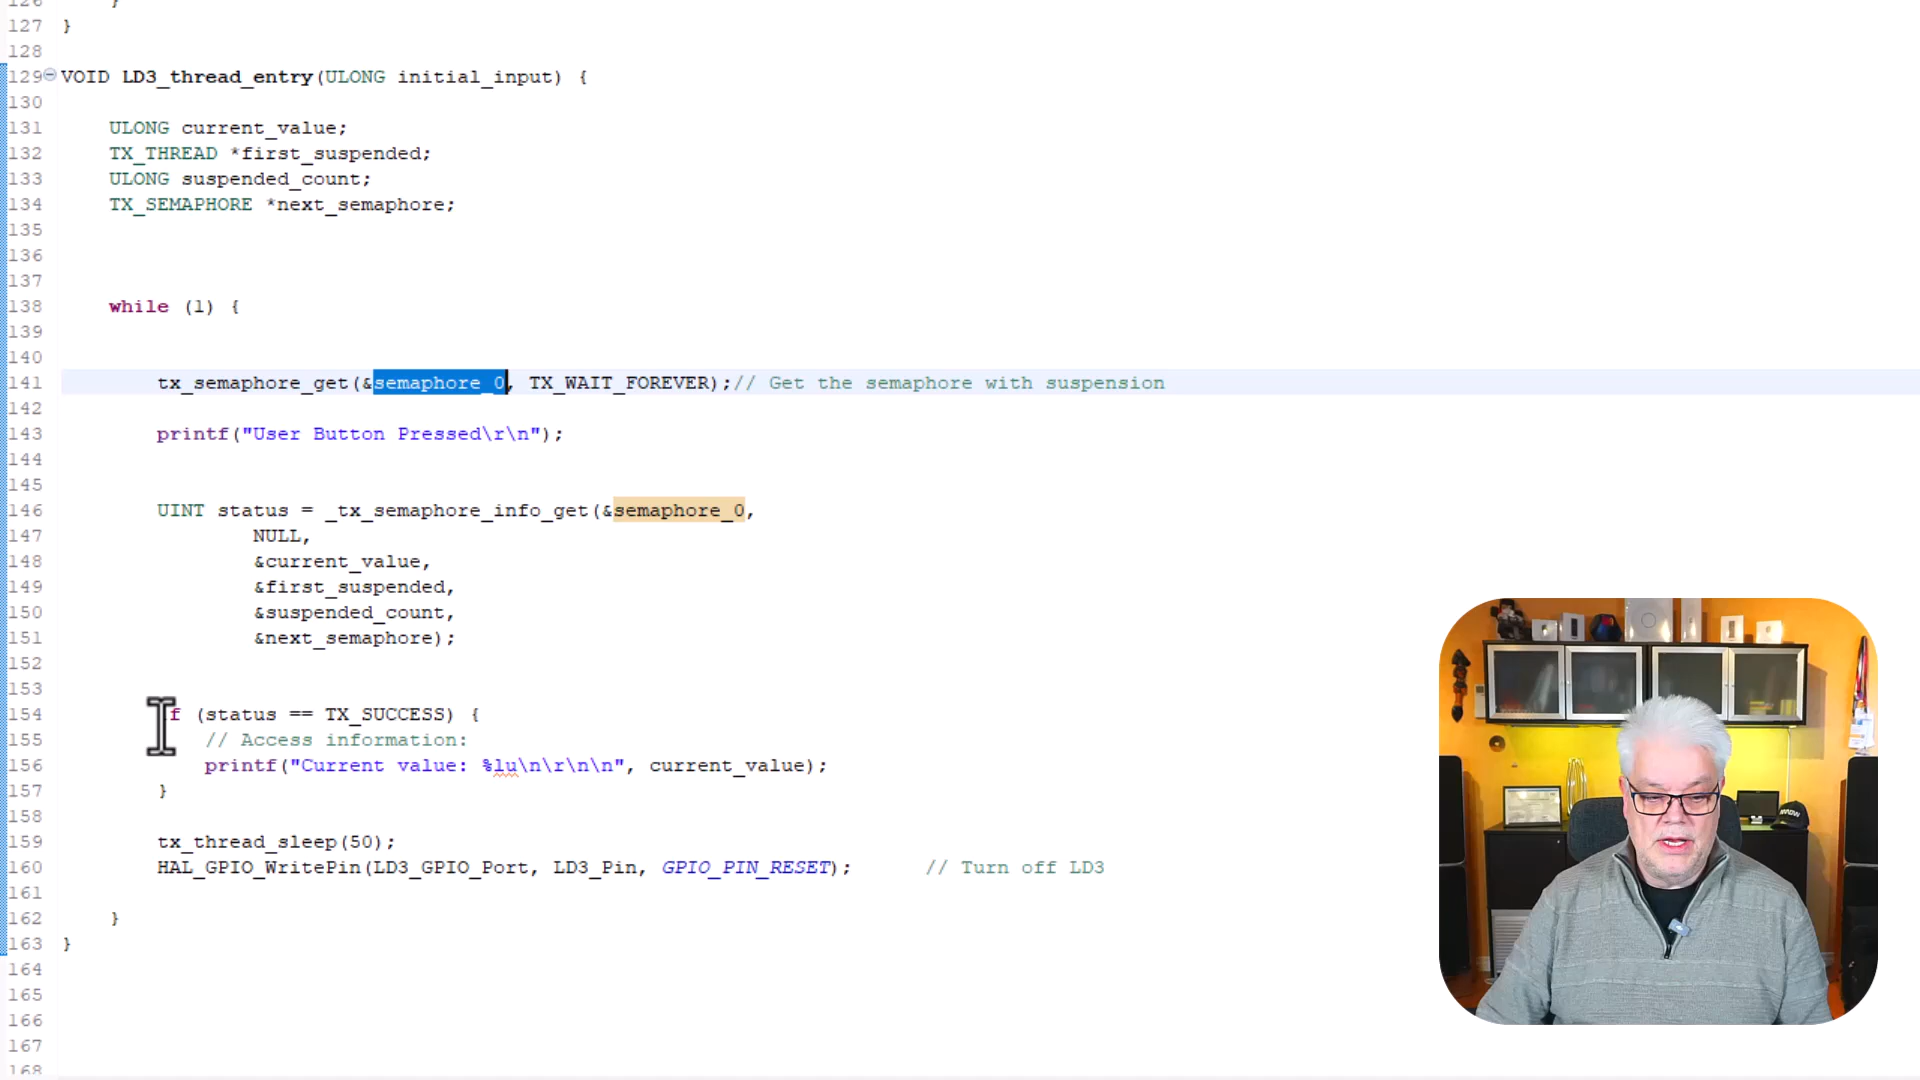 126 }
127 }
128
129 VOID LD3_thread_entry(ULONG initial_input) {
130
131 ULONG current_value;
132 TX_THREAD *first_suspended;
133 ULONG suspended_count;
134 TX_SEMAPHORE *next_semaphore;
135
136
137
138 while (1) {
139
140
141 tx_semaphore_get(&semaphore_0, TX_WAIT_FOREVER);// Get the semaphore with suspension
142
143 printf("User Button Pressed\r\n");
144
145
146 UINT status = _tx_semaphore_info_get(&semaphore_0,
147 NULL,
148 &current_value,
149 &first_suspended,
150 &suspended_count,
151 &next_semaphore);
152
153
154 f (status == TX_SUCCESS) {
155 // Access information:
156 printf("Current value: %lu\n\r\n\n", current_value);
157 }
158
159 tx_thread_sleep(50);
160 HAL_GPIO_WritePin(LD3_GPIO_Port, LD3_Pin, GPIO_PIN_RESET); // Turn off LD3
161
162 }
163 }
164
165
166
167
168